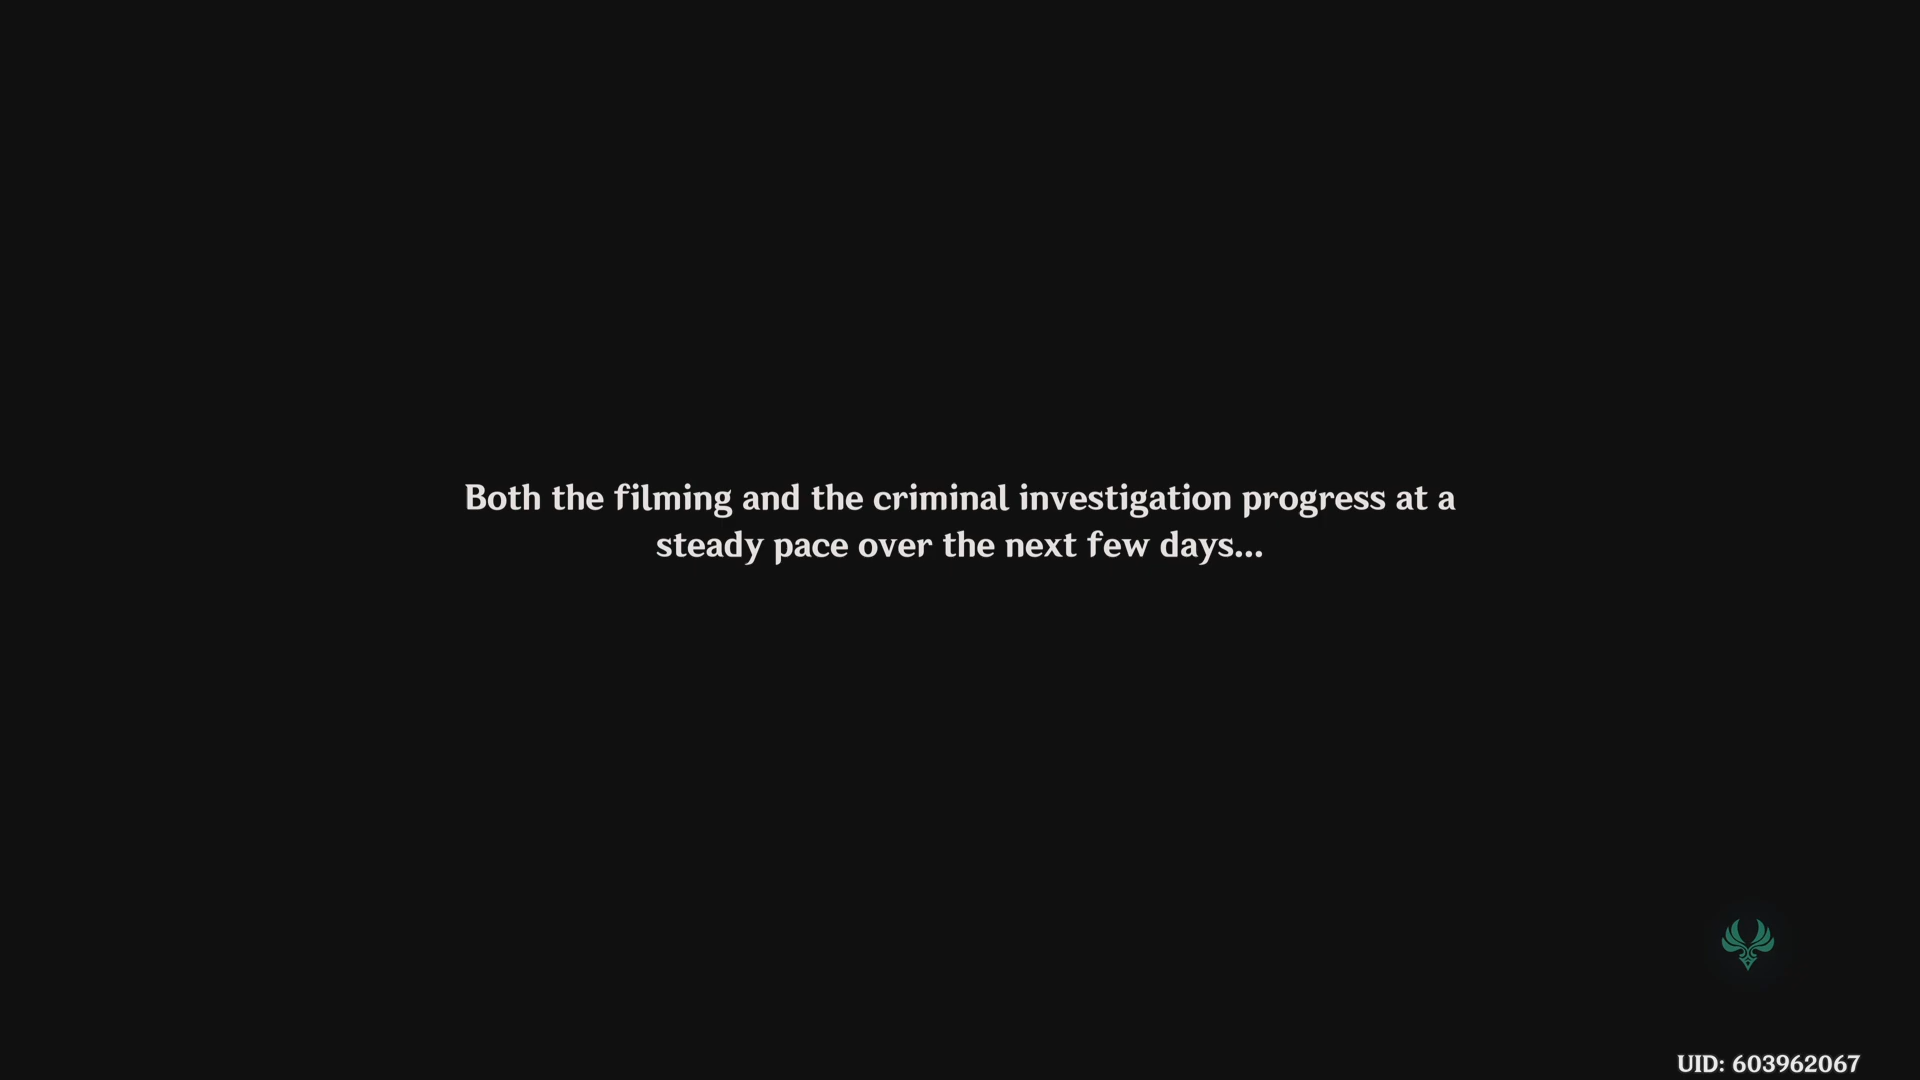 Both the filming and the criminal investigation progress at a
steady pace over the next few days...
UID: 603962067